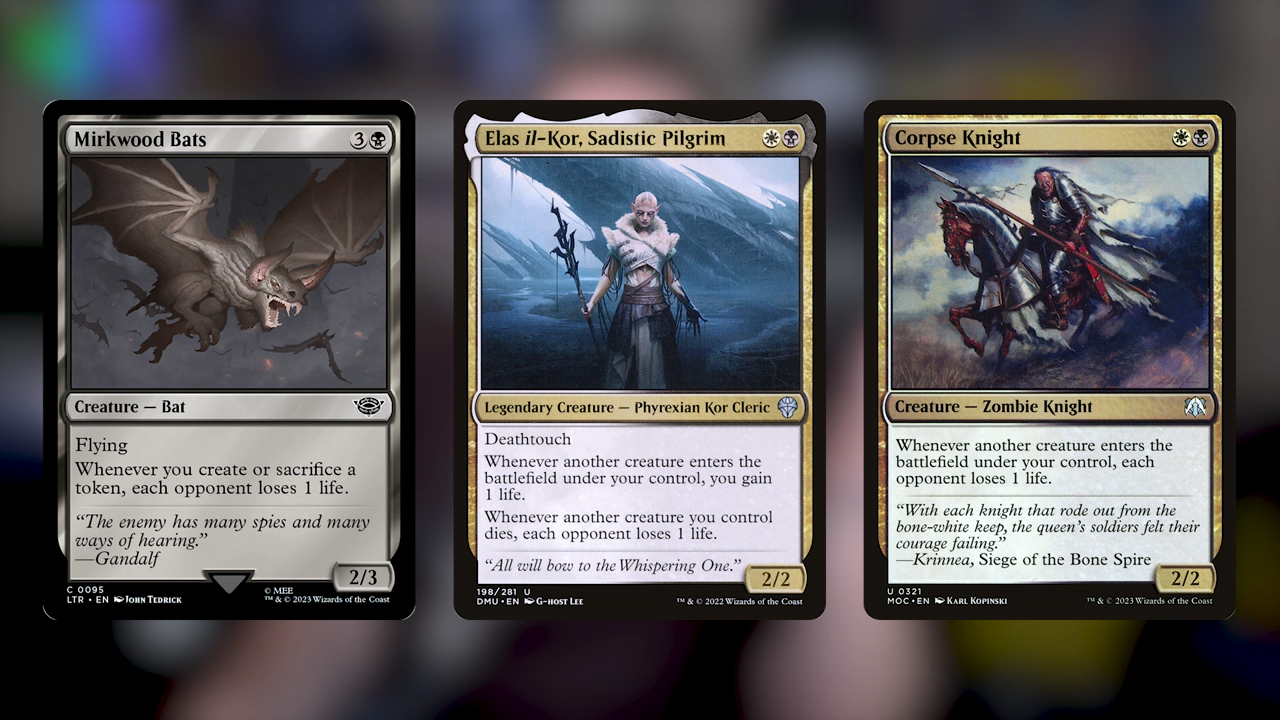 Mirkwood Bats 3
Creature — Bat
Flying
Whenever you create or sacrifice a
token, each opponent loses 1 life.
“The enemy has many spies and many
ways of hearing.”
—Gandalf
2/3
C 0095
LTR • EN John Tedrick
© MEE
™ & © 2023 Wizards of the Coast
Elas il-Kor, Sadistic Pilgrim
Legendary Creature — Phyrexian Kor Cleric
Deathtouch
Whenever another creature enters the
battlefield under your control, you gain
1 life.
Whenever another creature you control
dies, each opponent loses 1 life.
“All will bow to the Whispering One.”
2/2
198/281 U
DMU • EN G-host Lee
™ & © 2022 Wizards of the Coast
Corpse Knight
Creature — Zombie Knight
Whenever another creature enters the
battlefield under your control, each
opponent loses 1 life.
“With each knight that rode out from the
bone-white keep, the queen’s soldiers felt their
courage failing.”
—Krinnea, Siege of the Bone Spire
2/2
U 0321
MOC • EN Karl Kopinski
™ & © 2023 Wizards of the Coast